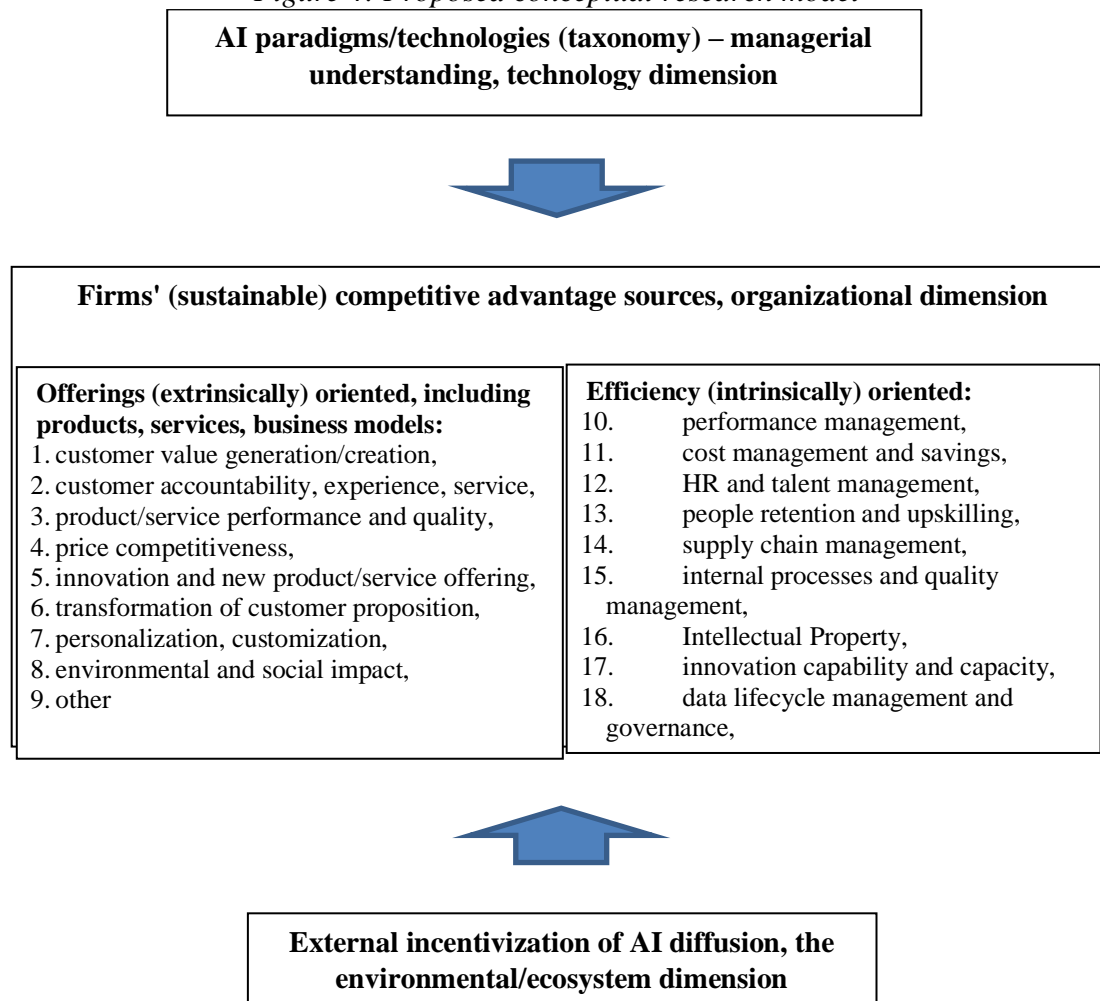 Proposed conceptual research model
AI paradigms/technologies (taxonomy) – managerial
understanding, technology dimension
Firms' (sustainable) competitive advantage sources, organizational dimension
Offerings (extrinsically) oriented, including
products, services, business models:
1. customer value generation/creation,
2. customer accountability, experience, service,
3. product/service performance and quality,
4. price competitiveness,
5. innovation and new product/service offering,
6. transformation of customer proposition,
7. personalization, customization,
8. environmental and social impact,
9. other
Efficiency (intrinsically) oriented:
10. performance management,
11. cost management and savings,
12. HR and talent management,
13. people retention and upskilling,
14. supply chain management,
15. internal processes and quality
management,
16. Intellectual Property,
17. innovation capability and capacity,
18. data lifecycle management and
governance,
External incentivization of AI diffusion, the
environmental/ecosystem dimension